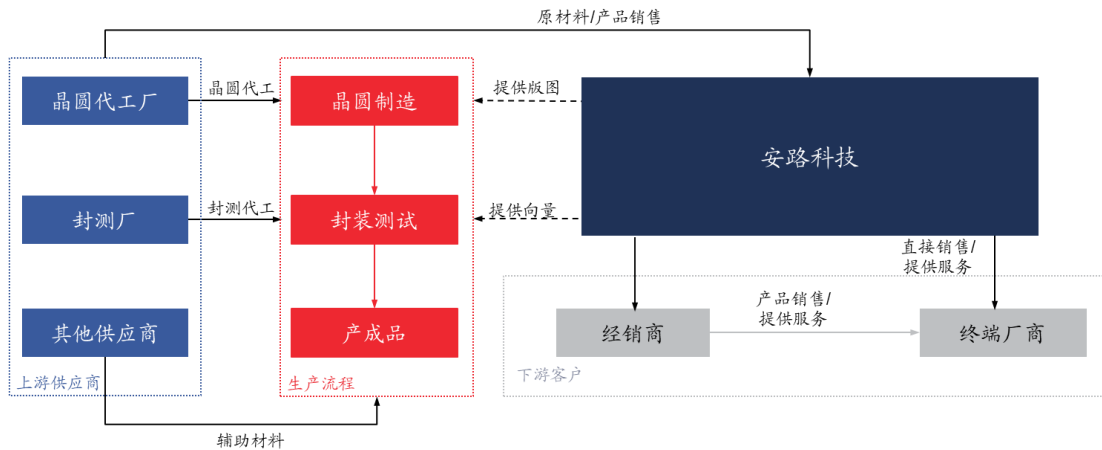 原材料/产品销售
晶圆代工厂
晶圆代工
晶圆制造
提供版图
安路科技
封测厂
封测代工
封装测试
提供向量
直接销售/
提供服务
其他供应商
产成品
经销商
产品销售/
提供服务
终端厂商
上游供应商
生产流程
下游客户
辅助材料